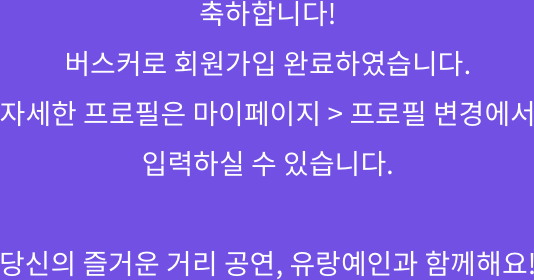 축하합니다!
버스커로 회원가입 완료하였습니다.
자세한 프로필은 마이페이지 > 프로필 변경에서
입력하실 수 있습니다.
당신의 즐거운 거리 공연, 유랑예인과 함께해요!